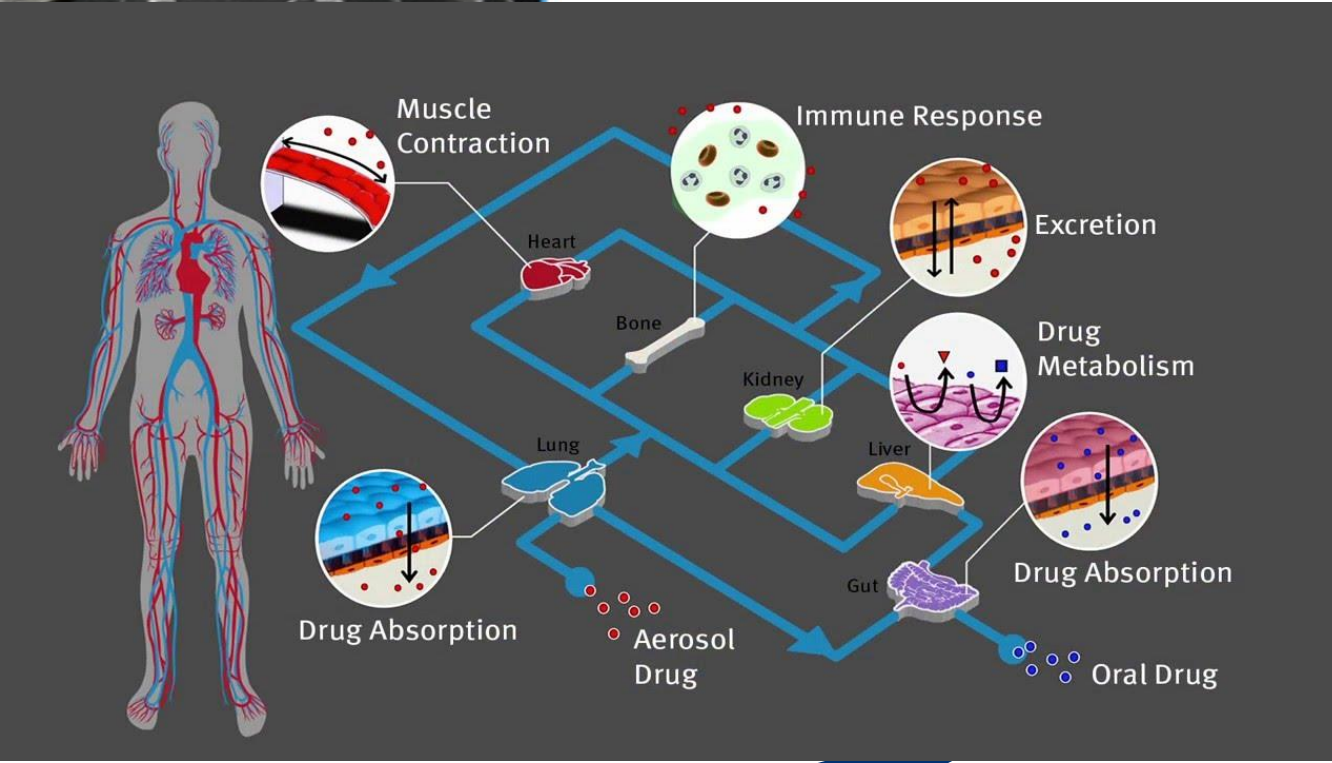 Muscle
Contraction
Immune Response
Excretion
Heart
Bone
Drug
Metabolism
Kidney
Lung
Liver
Drug Absorption
Gut
Drug Absorption
Aerosol
Drug
Oral Drug